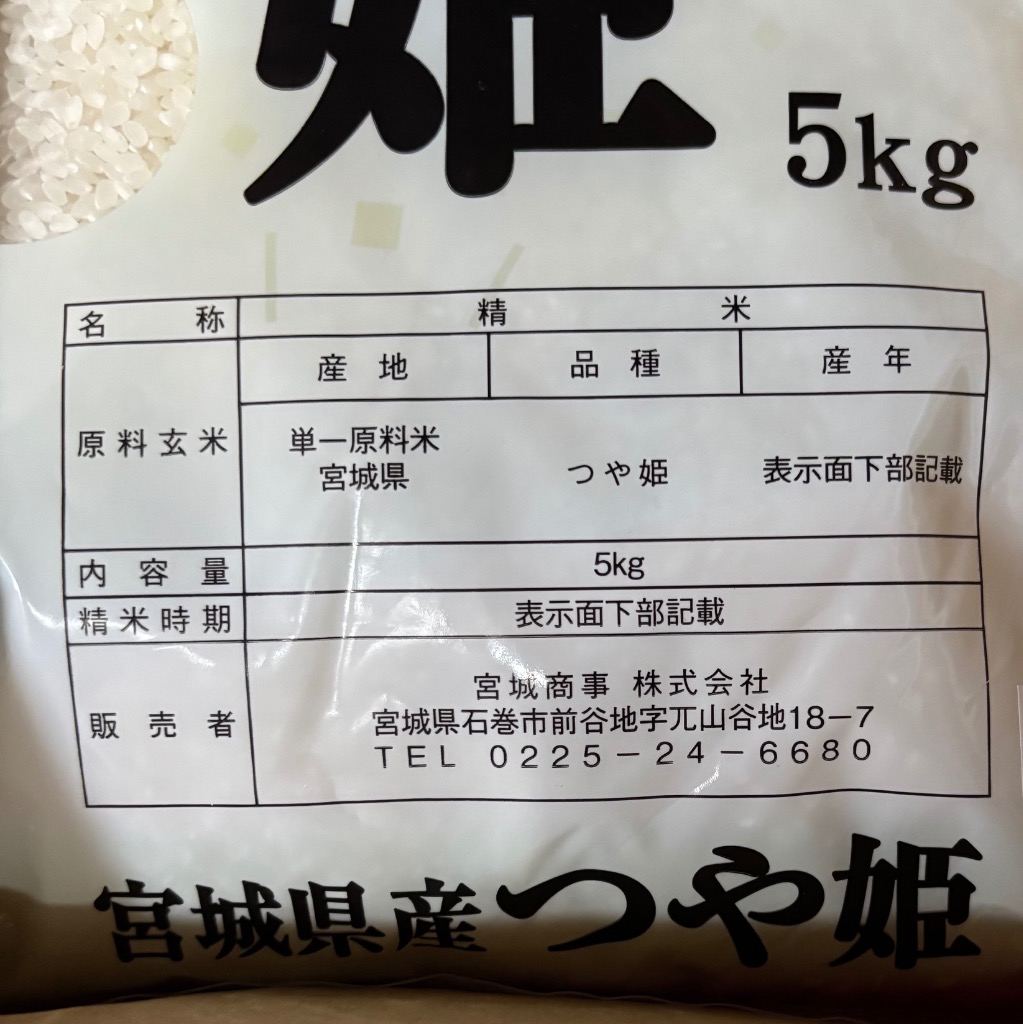 姫
5kg
名称 精米
産地 品種 産年
原料玄米
単一原料米
宮城県 つや姫 表示面下部記載
内容量 5kg
精米時期 表示面下部記載
販売者
宮城商事 株式会社
宮城県石巻市前谷地字兀山谷地18-7
TEL 0225-24-6680
宮城県産つや姫